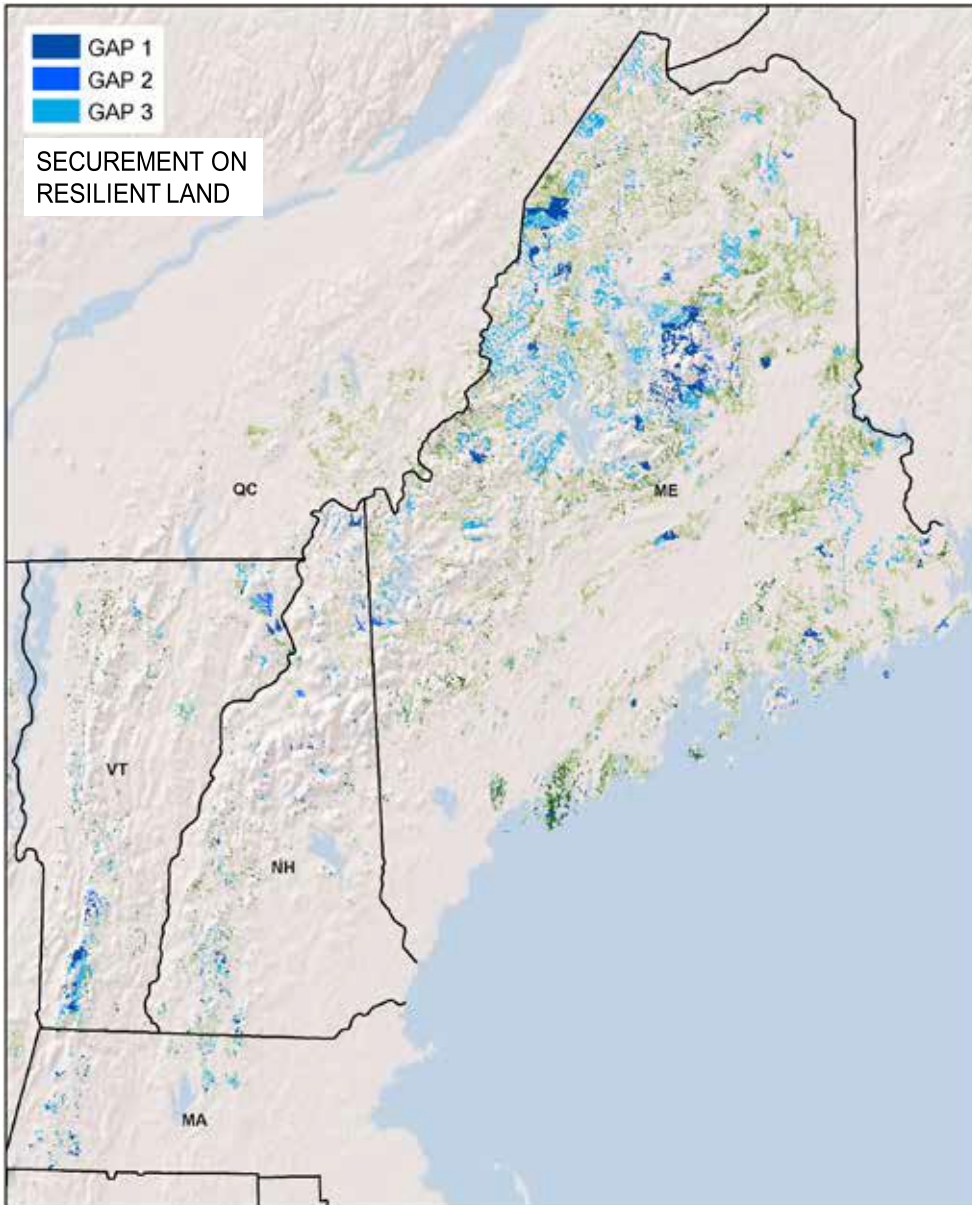 GAP 1
GAP 2
GAP 3
SECUREMENT ON
RESILIENT LAND
QC
ME
VT
NH
MA